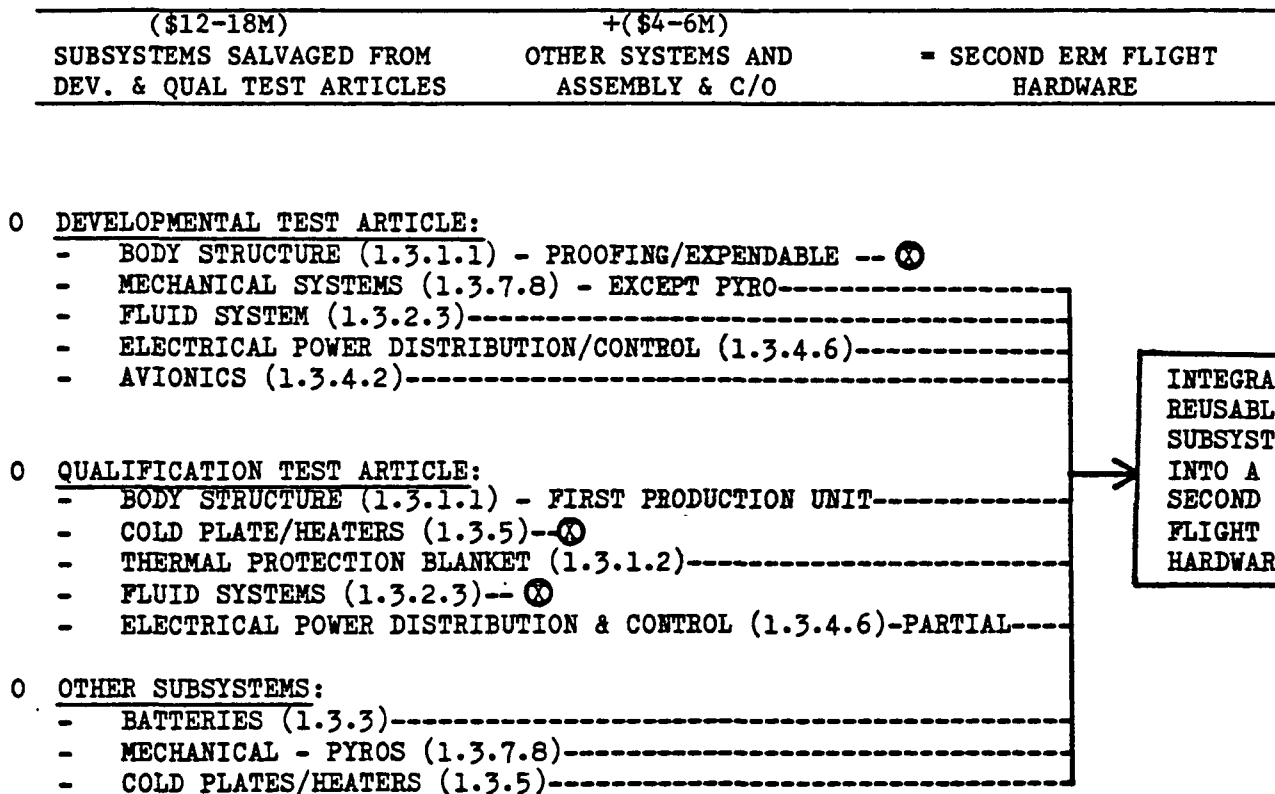 ($12-18M) +($4-6M)
SUBSYSTEMS SALVAGED FROM OTHER SYSTEMS AND = SECOND ERM FLIGHT
DEV. & QUAL TEST ARTICLES ASSEMBLY & C/O HARDWARE
O DEVELOPMENTAL TEST ARTICLE:
- BODY STRUCTURE (1.3.1.1) - PROOFING/EXPENDABLE -- Ⓧ
- MECHANICAL SYSTEMS (1.3.7.8) - EXCEPT PYRO--------------------
- FLUID SYSTEM (1.3.2.3)------------------------------------------
- ELECTRICAL POWER DISTRIBUTION/CONTROL (1.3.4.6)---------------
- AVIONICS (1.3.4.2)----------------------------------------------
O QUALIFICATION TEST ARTICLE:
- BODY STRUCTURE (1.3.1.1) - FIRST PRODUCTION UNIT--------------
- COLD PLATE/HEATERS (1.3.5)--Ⓧ
- THERMAL PROTECTION BLANKET (1.3.1.2)---------------------------
- FLUID SYSTEMS (1.3.2.3)-- Ⓧ
- ELECTRICAL POWER DISTRIBUTION & CONTROL (1.3.4.6)-PARTIAL----
O OTHER SUBSYSTEMS:
- BATTERIES (1.3.3)-----------------------------------------------
- MECHANICAL - PYROS (1.3.7.8)-----------------------------------
- COLD PLATES/HEATERS (1.3.5)------------------------------------
INTEGRA
REUSABL
SUBSYST
INTO A
SECOND
FLIGHT
HARDWAR